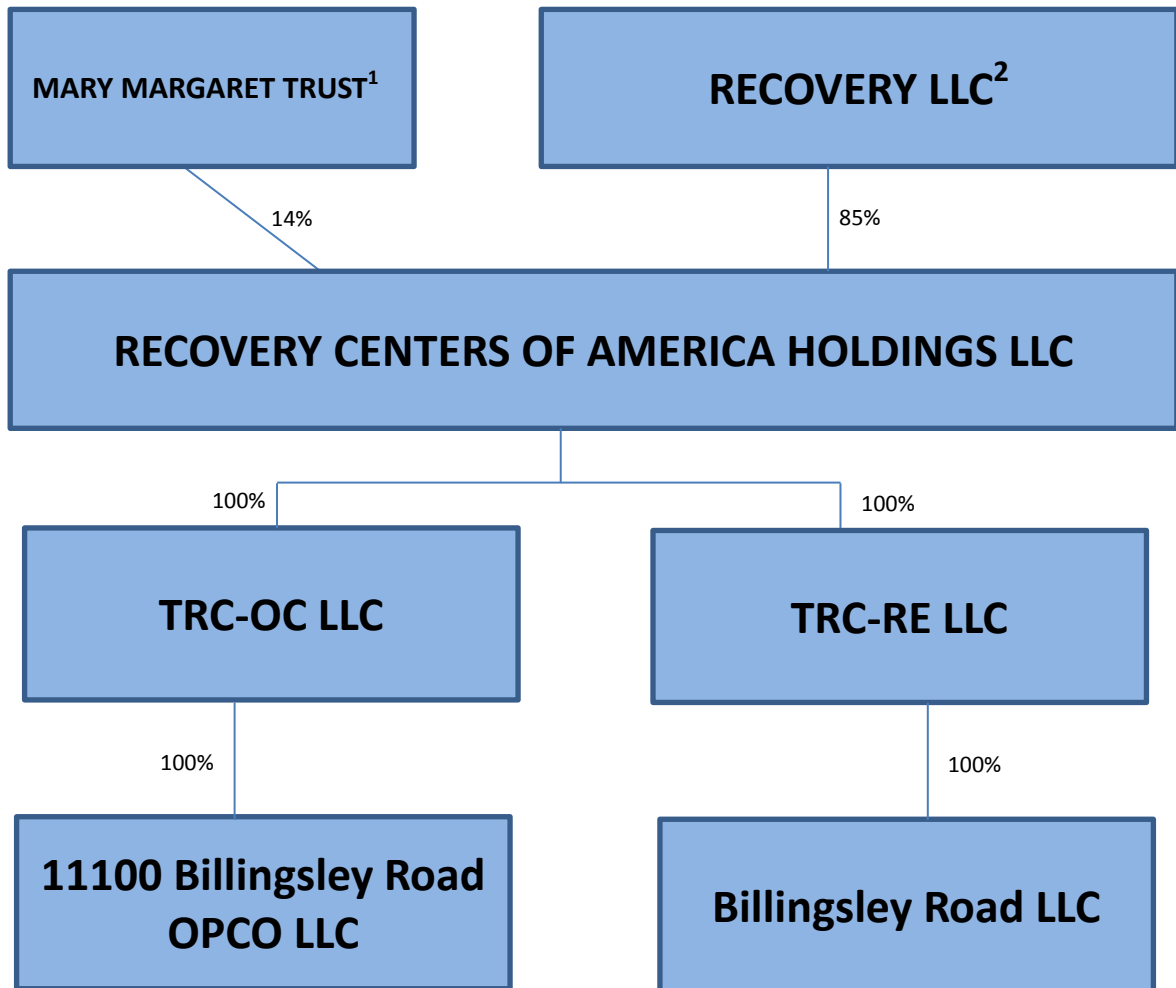 MARY MARGARET TRUST¹
RECOVERY LLC²
14%
85%
RECOVERY CENTERS OF AMERICA HOLDINGS LLC
100%
100%
TRC-OC LLC
TRC-RE LLC
100%
100%
11100 Billingsley Road
OPCO LLC
Billingsley Road LLC